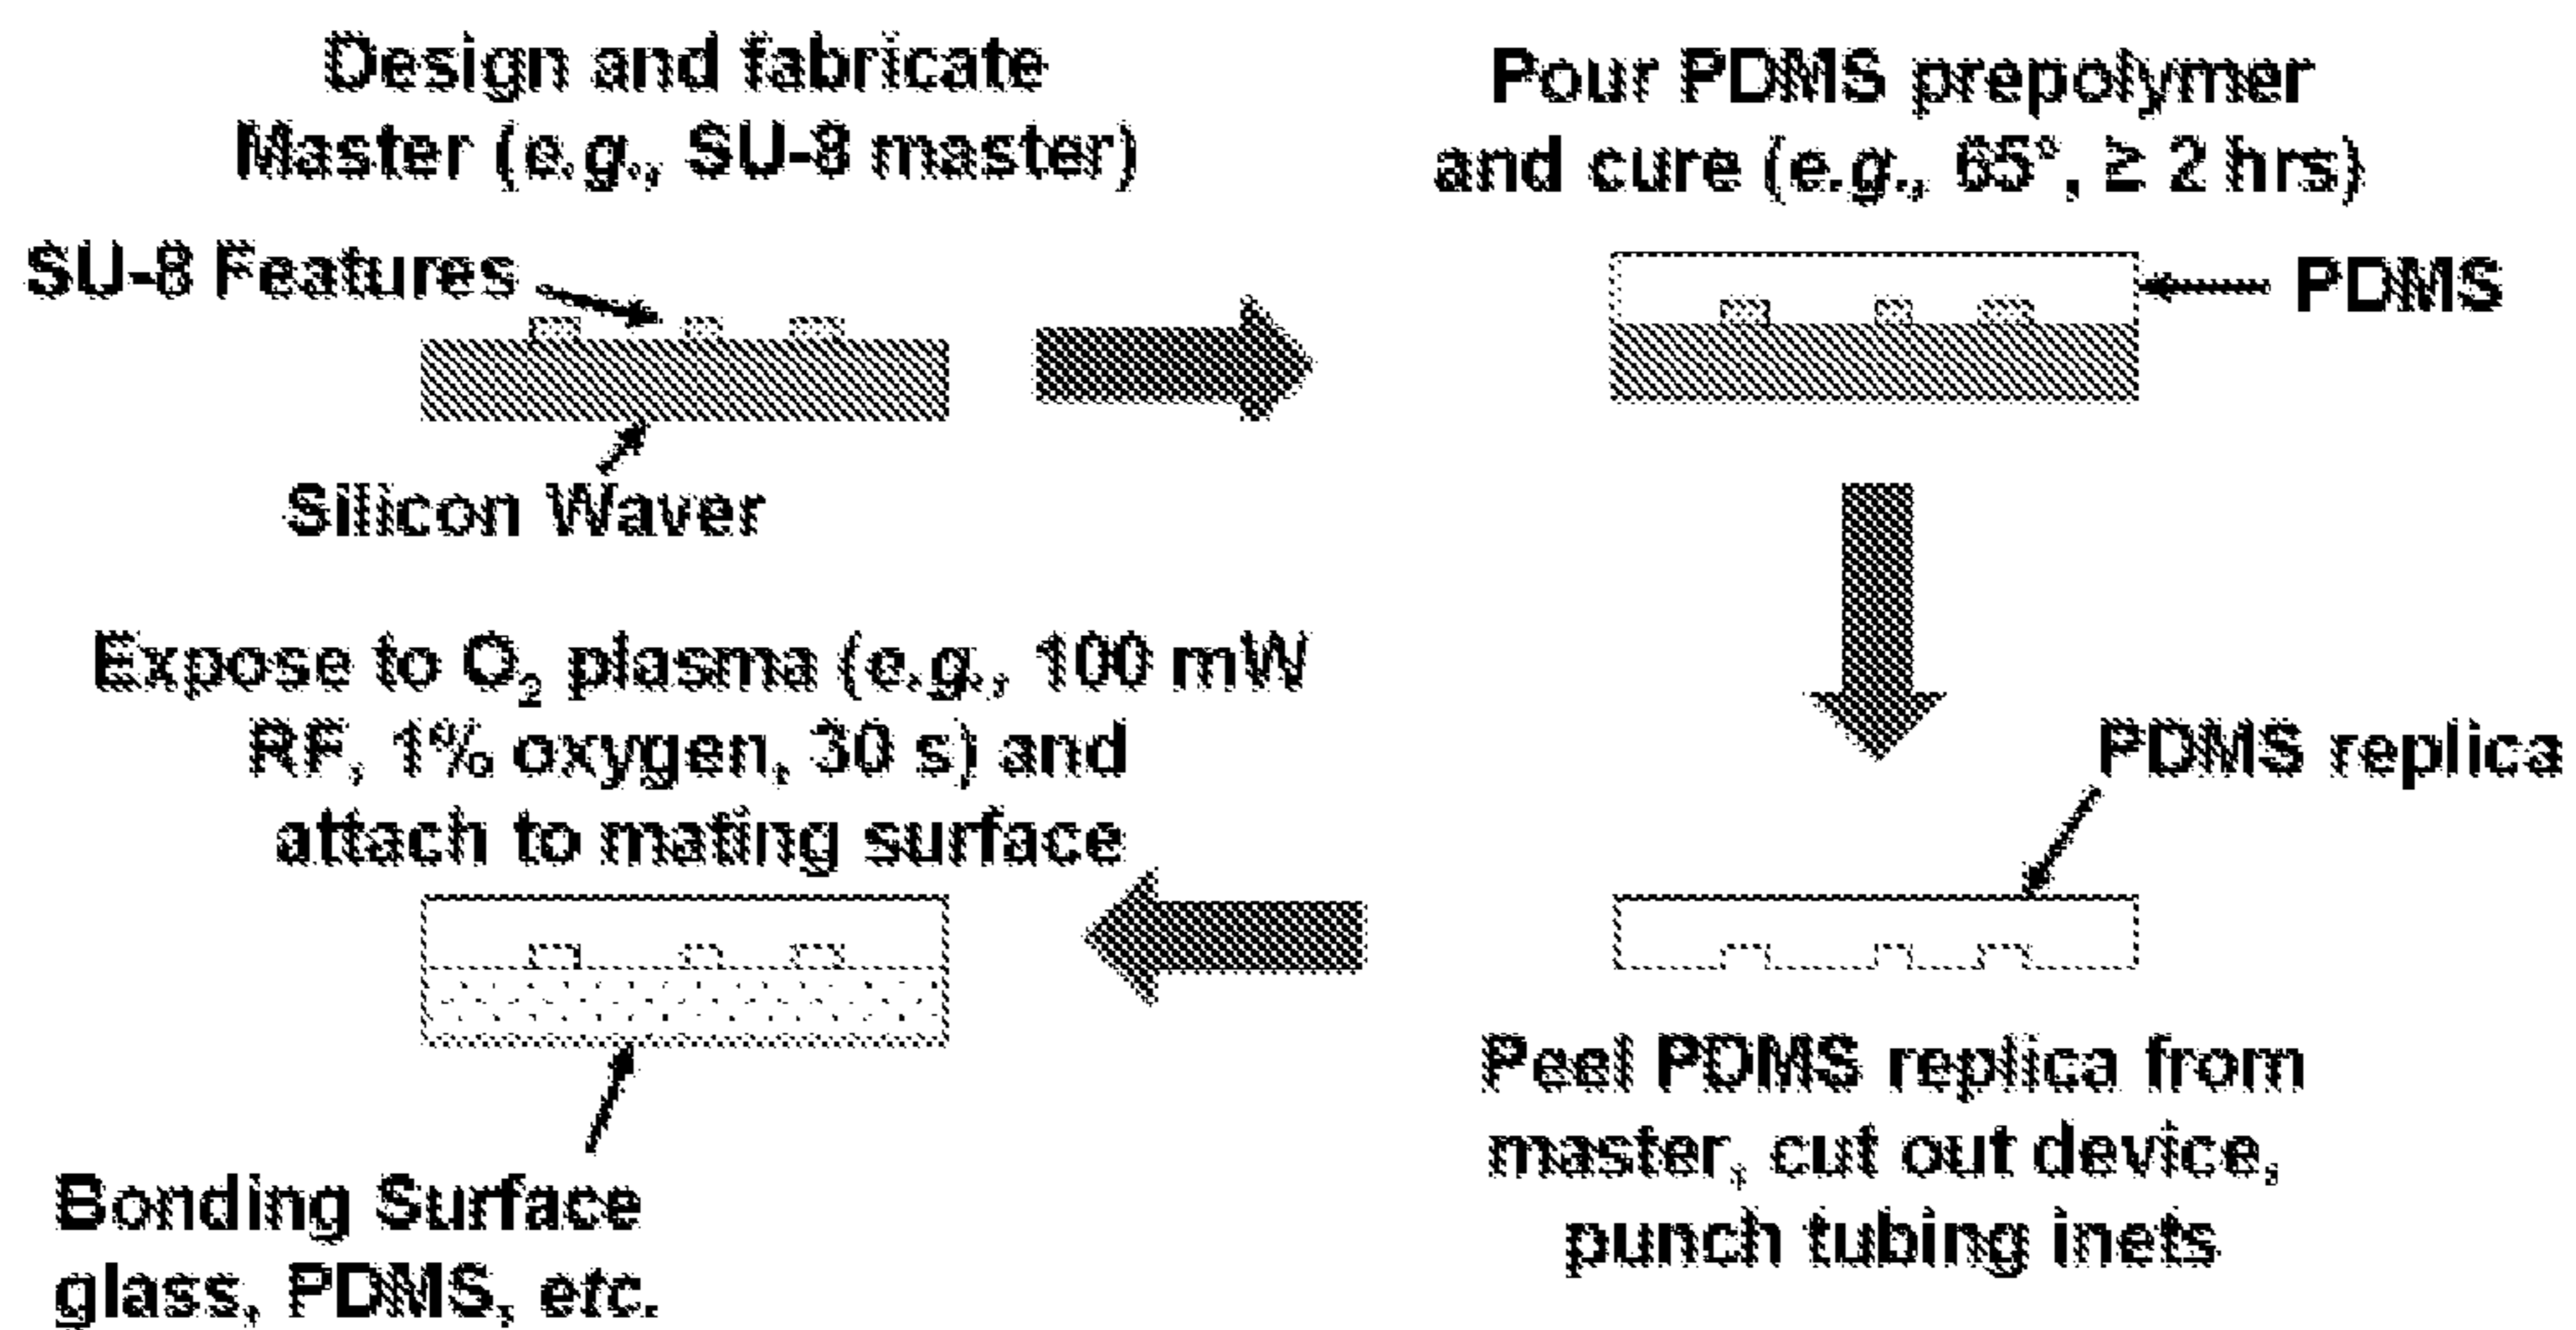 Design and fabricate
Master (e.g., SU-8 master)
SU-8 Features
Silicon Waver
Pour PDMS prepolymer
and cure (e.g., 65°, ≥ 2 hrs)
PDMS
PDMS replica
Peel PDMS replica from
master, cut out device,
punch tubing inets
Expose to O₂ plasma (e.g., 100 mW
RF, 1% oxygen, 30 s) and
attach to mating surface
Bonding Surface
glass, PDMS, etc.